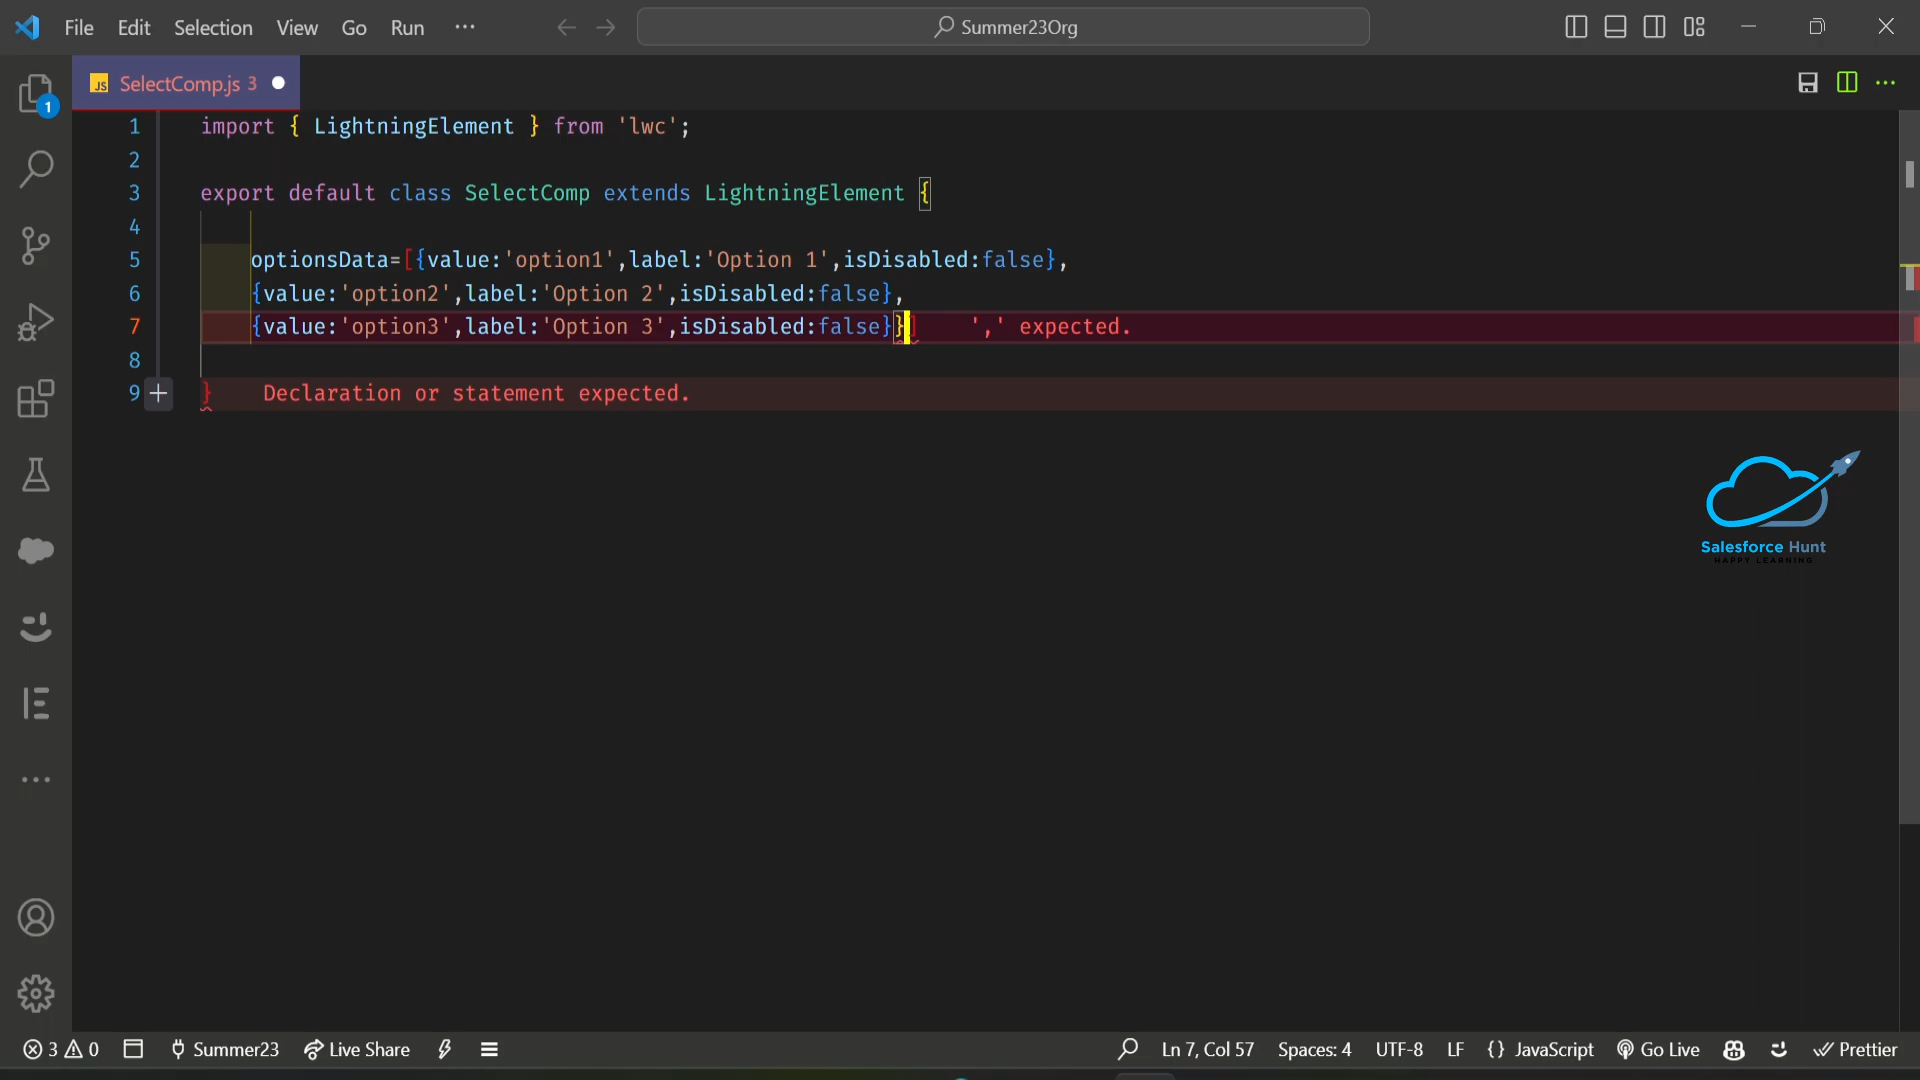 File Edit Selection View Go Run ···
Summer23Org
1
JS SelectComp.js 3
1 import { LightningElement } from 'lwc';
2
3 export default class SelectComp extends LightningElement {
4
5 optionsData=[{value:'option1',label:'Option 1',isDisabled:false},
6 {value:'option2',label:'Option 2',isDisabled:false},
7 {value:'option3',label:'Option 3',isDisabled:false}}] ',' expected.
8
9 } Declaration or statement expected.
Salesforce Hunt
HAPPY LEARNING
3 0 Summer23 Live Share Ln 7, Col 57 Spaces: 4 UTF-8 LF {} JavaScript Go Live Prettier